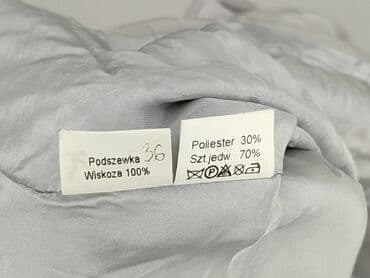 Podszewka 36
Wiskoza 100%
Poliester 30%
Szt.jedw. 70%